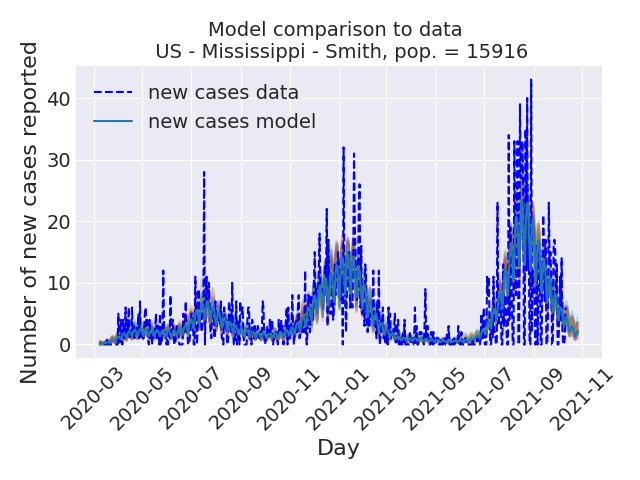 Model comparison to data
US - Mississippi - Smith, pop. = 15916
Number of new cases reported
new cases data
new cases model
40
30
20
10
0
2020-03
2020-05
2020-07
2020-09
2020-11
2021-01
2021-03
2021-05
2021-07
2021-09
2021-11
Day